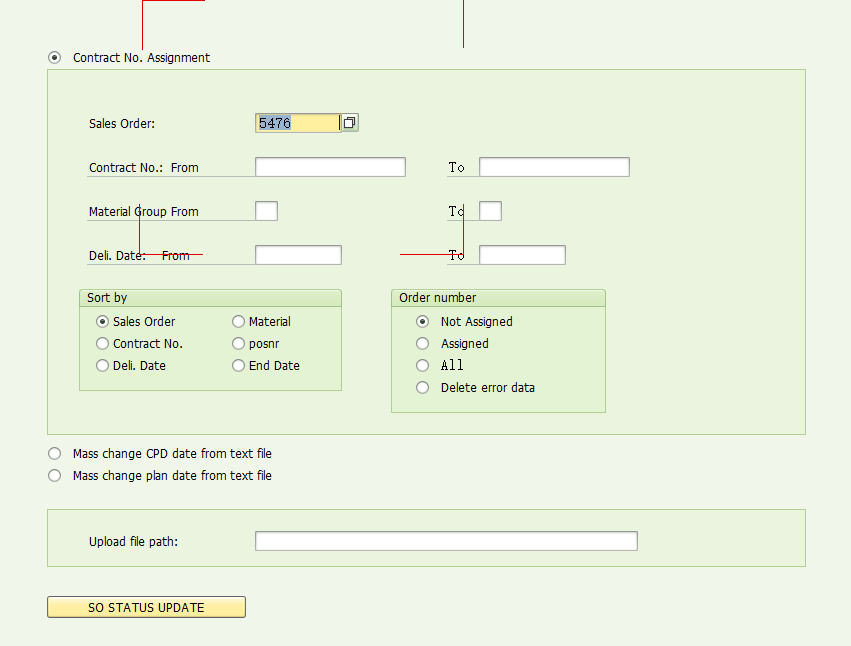 Contract No. Assignment
Sales Order: 5476
Contract No.: From To
Material Group From To
Deli. Date: From To
Sort by Order number
Sales Order Material Not Assigned
Contract No. posnr Assigned
Deli. Date End Date All
Delete error data
Mass change CPD date from text file
Mass change plan date from text file
Upload file path:
SO STATUS UPDATE